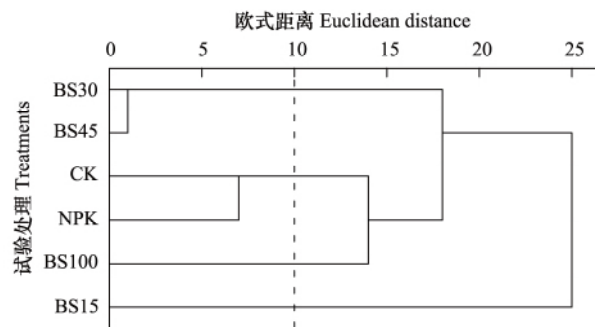 欧式距离 Euclidean distance
0 5 10 15 20 25
试验处理 Treatments
BS30
BS45
CK
NPK
BS100
BS15